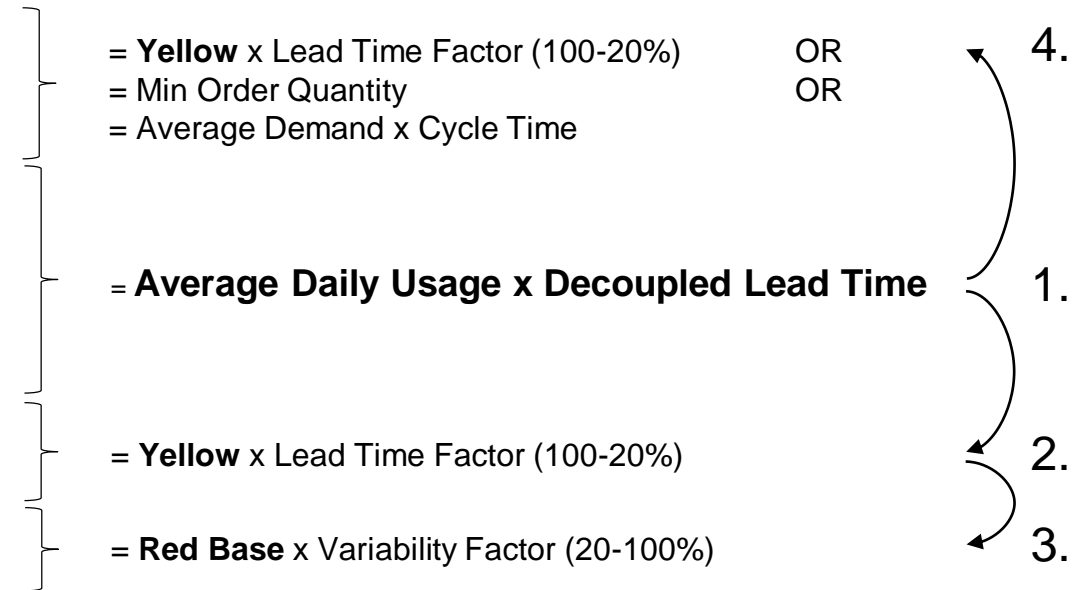 = Yellow x Lead Time Factor (100-20%) OR 4.
= Min Order Quantity OR
= Average Demand x Cycle Time
= Average Daily Usage x Decoupled Lead Time 1.
= Yellow x Lead Time Factor (100-20%) 2.
= Red Base x Variability Factor (20-100%) 3.